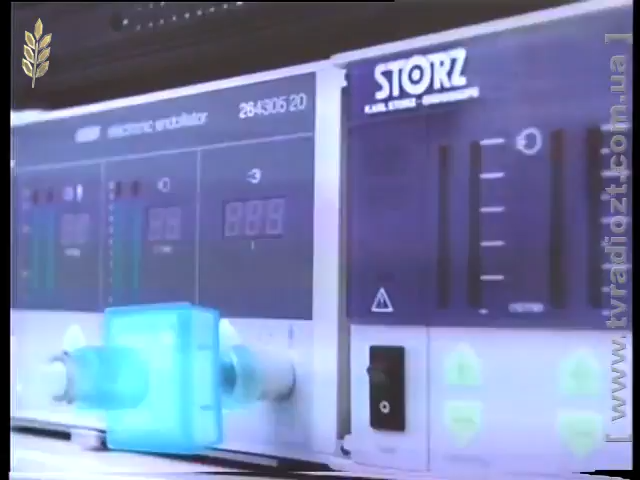 STORZ
KARL STORZ - ENDOSKOPE
264305 20
electronic endoflator
[ www.tvradiozt.com.ua ]